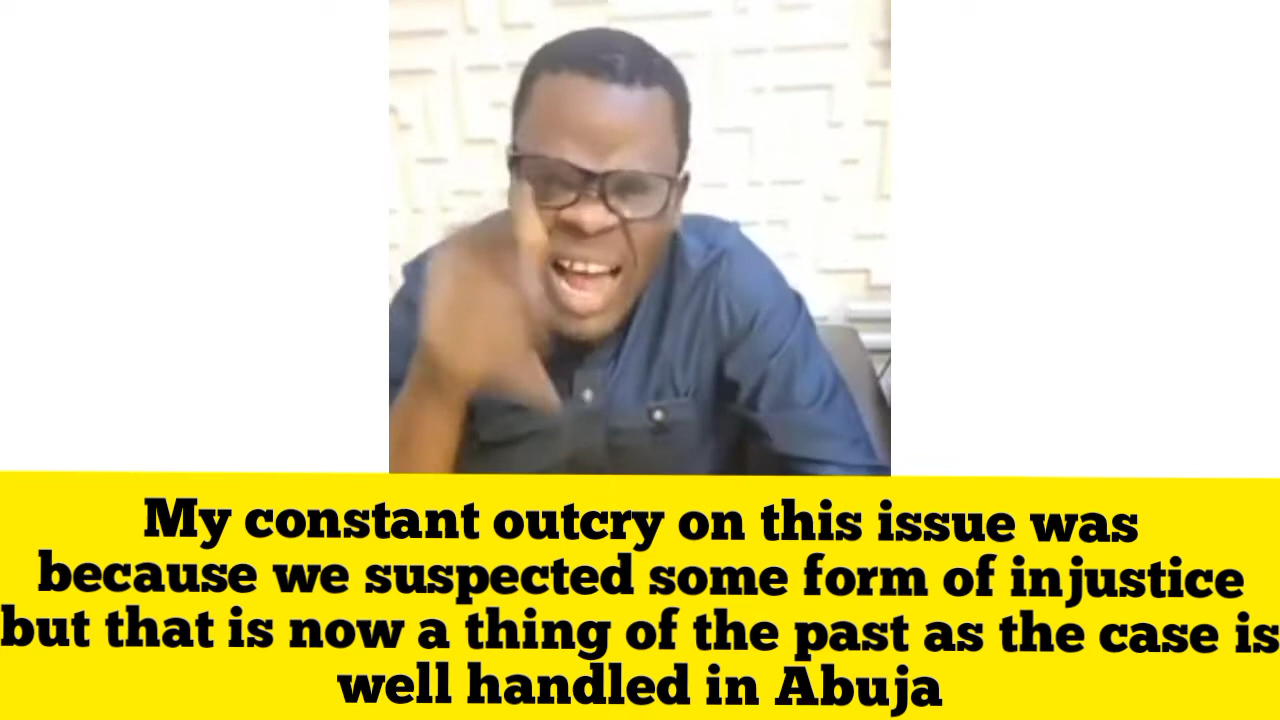 My constant outcry on this issue was
because we suspected some form of injustice
but that is now a thing of the past as the case is
well handled in Abuja